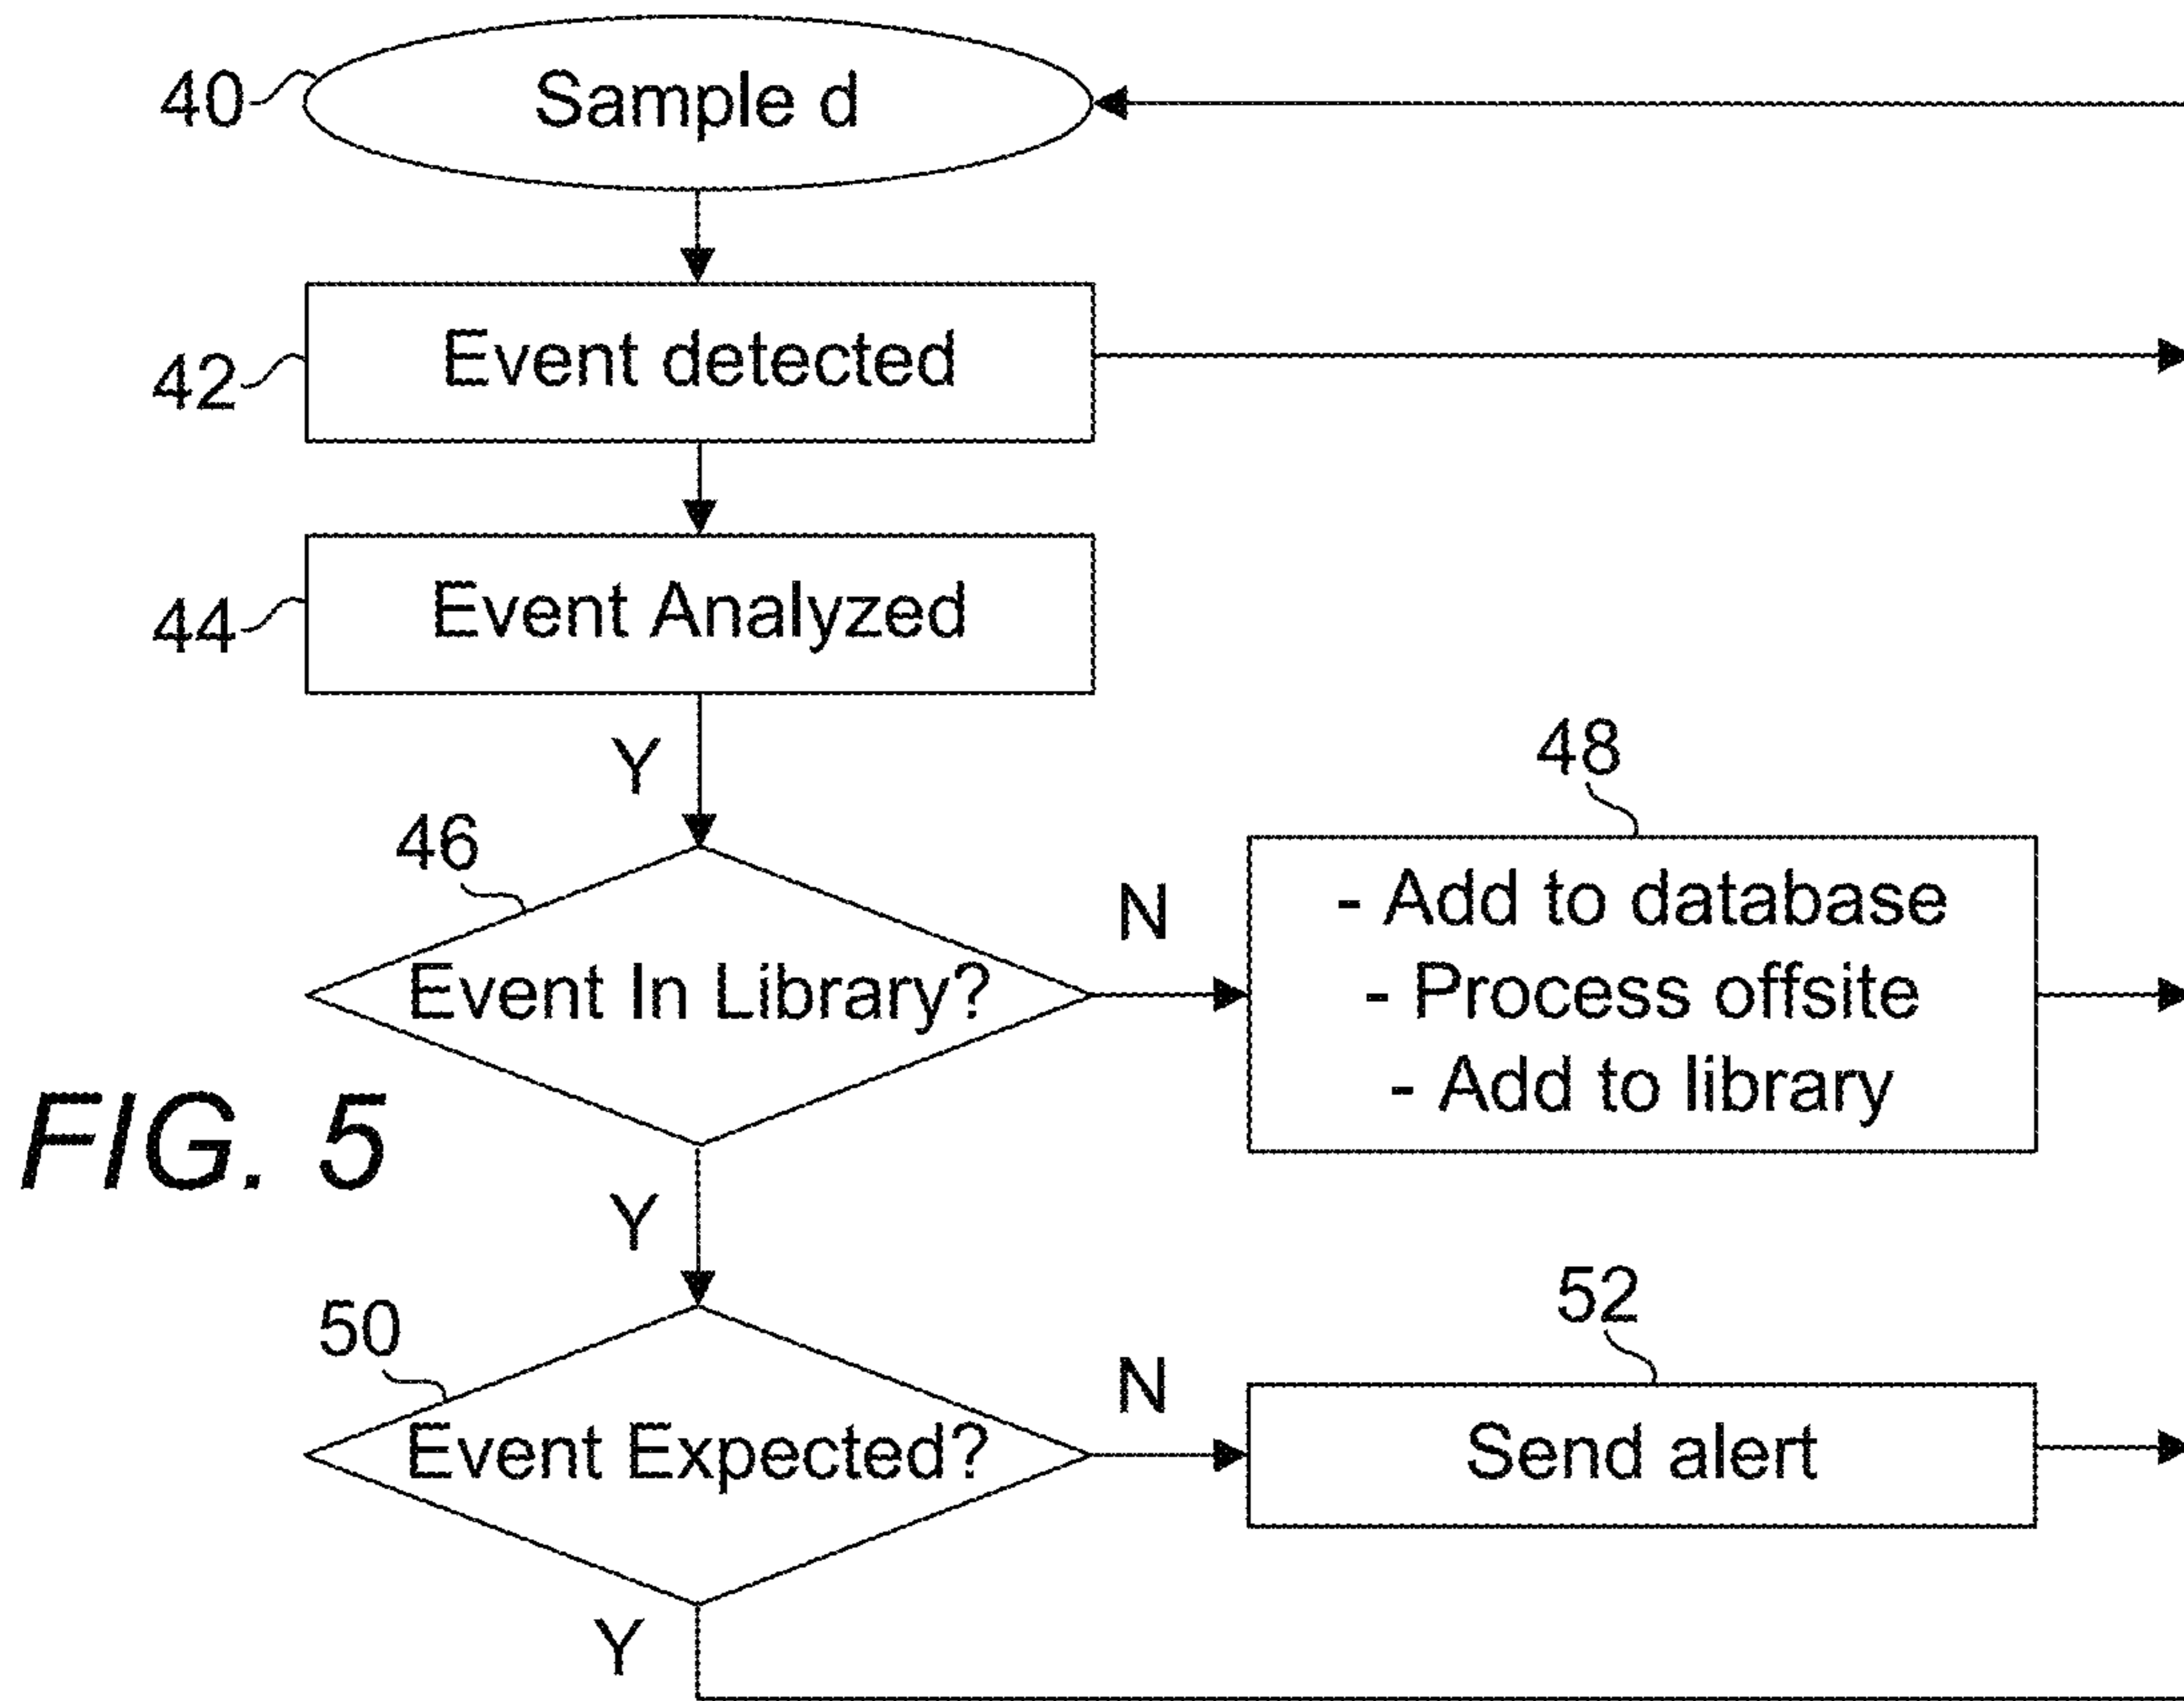 40
Sample d
42
Event detected
44
Event Analyzed
Y
48
46
N
- Add to database
Event In Library?
- Process offsite
- Add to library
FIG. 5
Y
52
50
N
Event Expected?
Send alert
Y